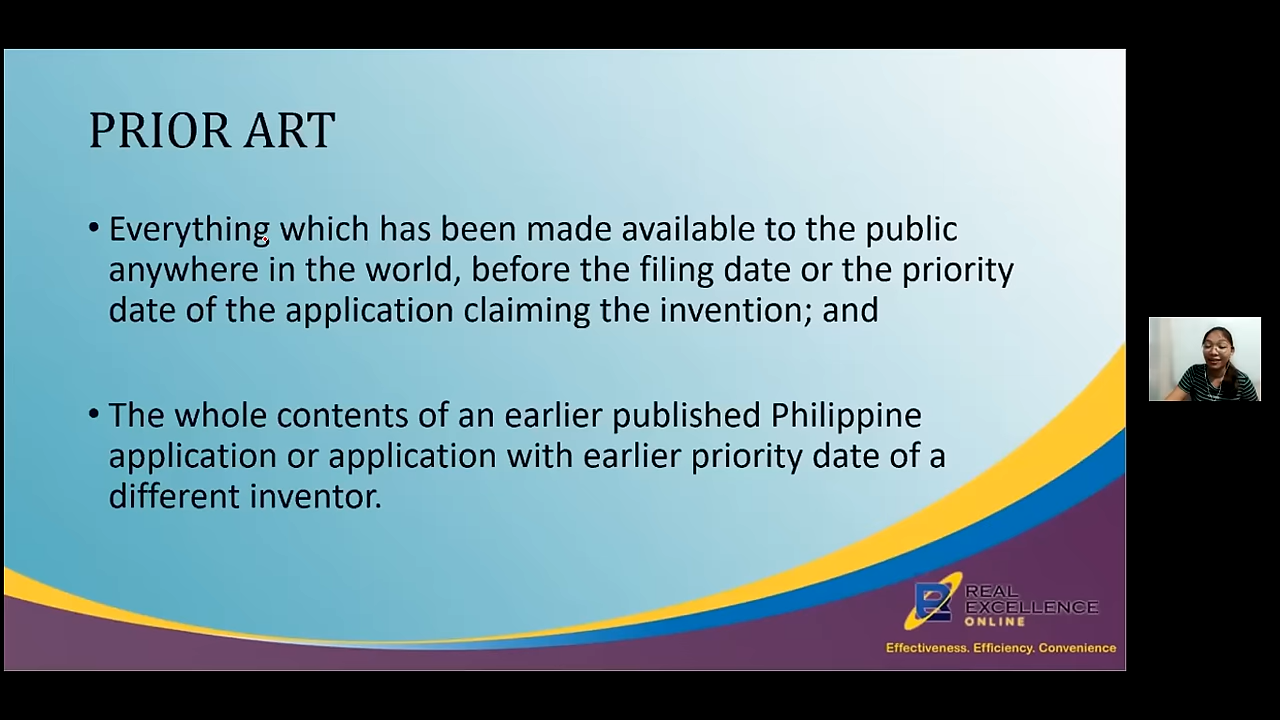 PRIOR ART
• Everything which has been made available to the public
anywhere in the world, before the filing date or the priority
date of the application claiming the invention; and
• The whole contents of an earlier published Philippine
application or application with earlier priority date of a
different inventor.
REAL
EXCELLENCE
ONLINE
Effectiveness. Efficiency. Convenience